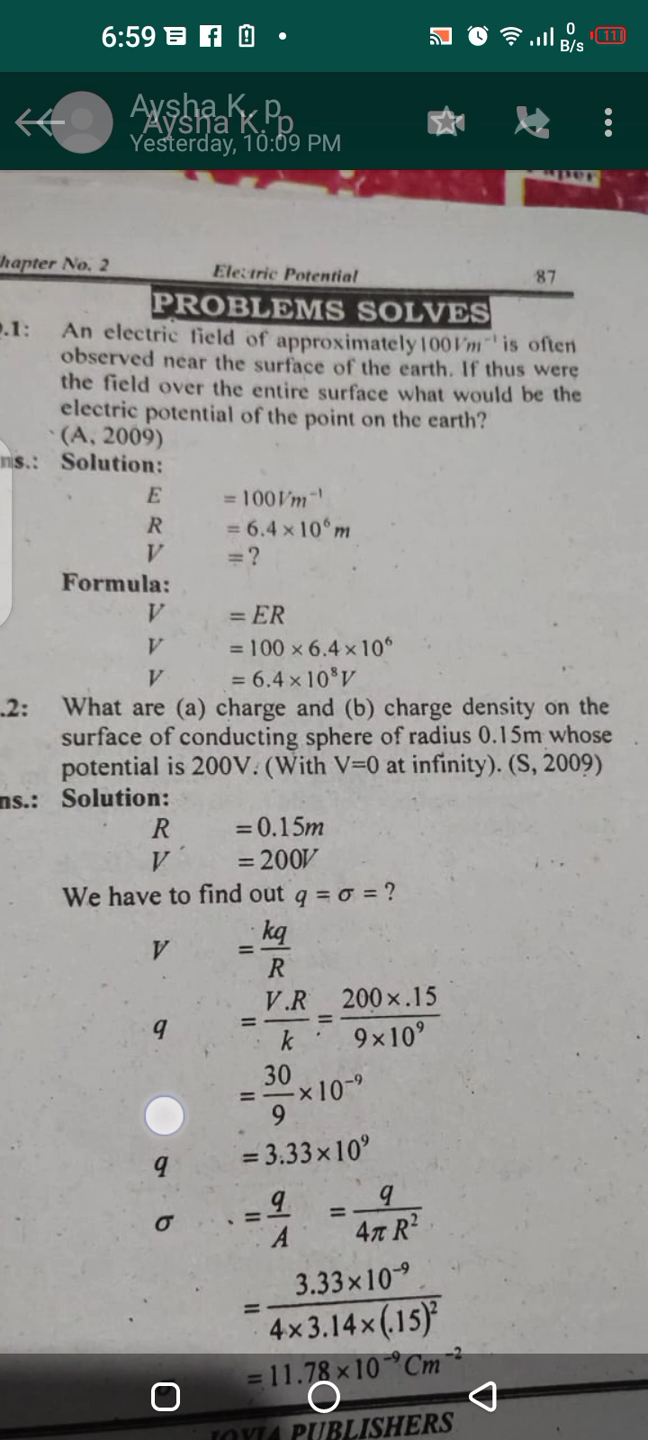 6:59
0
B/s
11
Aysha K. p
Aysha K. p
Yesterday, 10:09 PM
aper
hapter No. 2 Electric Potential 87
PROBLEMS SOLVES
.1: An electric field of approximately 100Vm⁻¹ is often
observed near the surface of the earth. If thus were
the field over the entire surface what would be the
electric potential of the point on the earth?
(A, 2009)
ns.: Solution:
E = 100Vm⁻¹
R = 6.4 × 10⁶ m
V = ?
Formula:
V = ER
V = 100 × 6.4 × 10⁶
V = 6.4 × 10⁸ V
.2: What are (a) charge and (b) charge density on the
surface of conducting sphere of radius 0.15m whose
potential is 200V. (With V=0 at infinity). (S, 2009)
ns.: Solution:
R = 0.15m
V = 200V
We have to find out q = σ = ?
V = kq/R
q = V.R/k = 200 × .15/9 × 10⁹
= 30/9 × 10⁻⁹
q = 3.33 × 10⁹
σ = q/A = q/4π R²
= 3.33 × 10⁻⁹/4 × 3.14 × (.15)²
= 11.78 × 10⁻⁹ Cm⁻²
PUBLISHERS